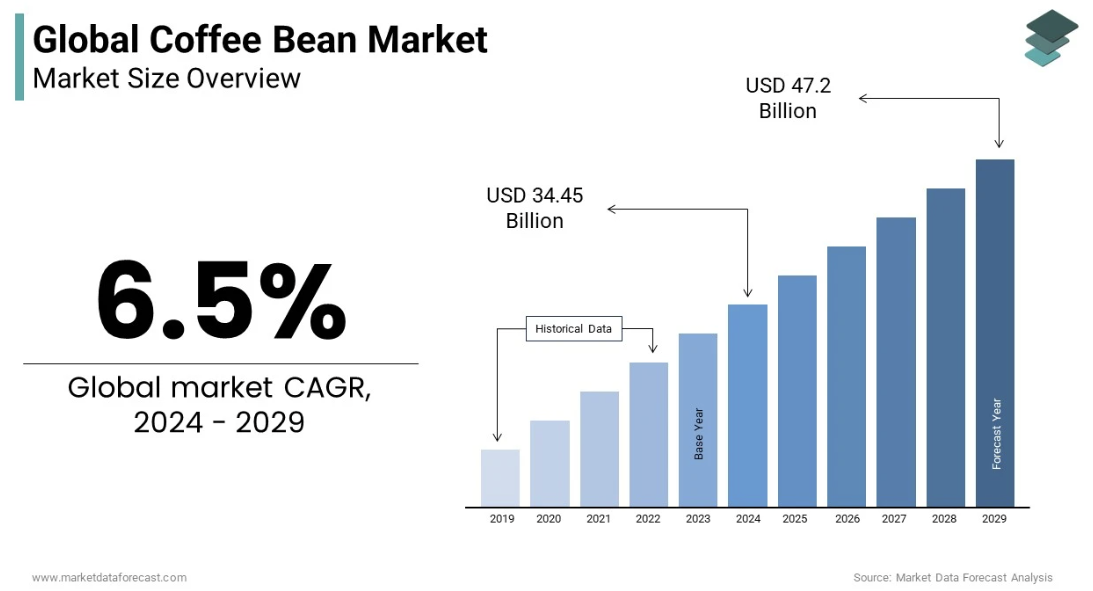 Global Coffee Bean Market
Market Size Overview
USD 47.2
Billion
USD 34.45
Billion
6.5%
Global market CAGR,
2024 - 2029
Historical Data
Base Year
Forecast Year
2019 2020 2021 2022 2023 2024 2025 2026 2027 2028 2029
www.marketdataforecast.com
Source: Market Data Forecast Analysis